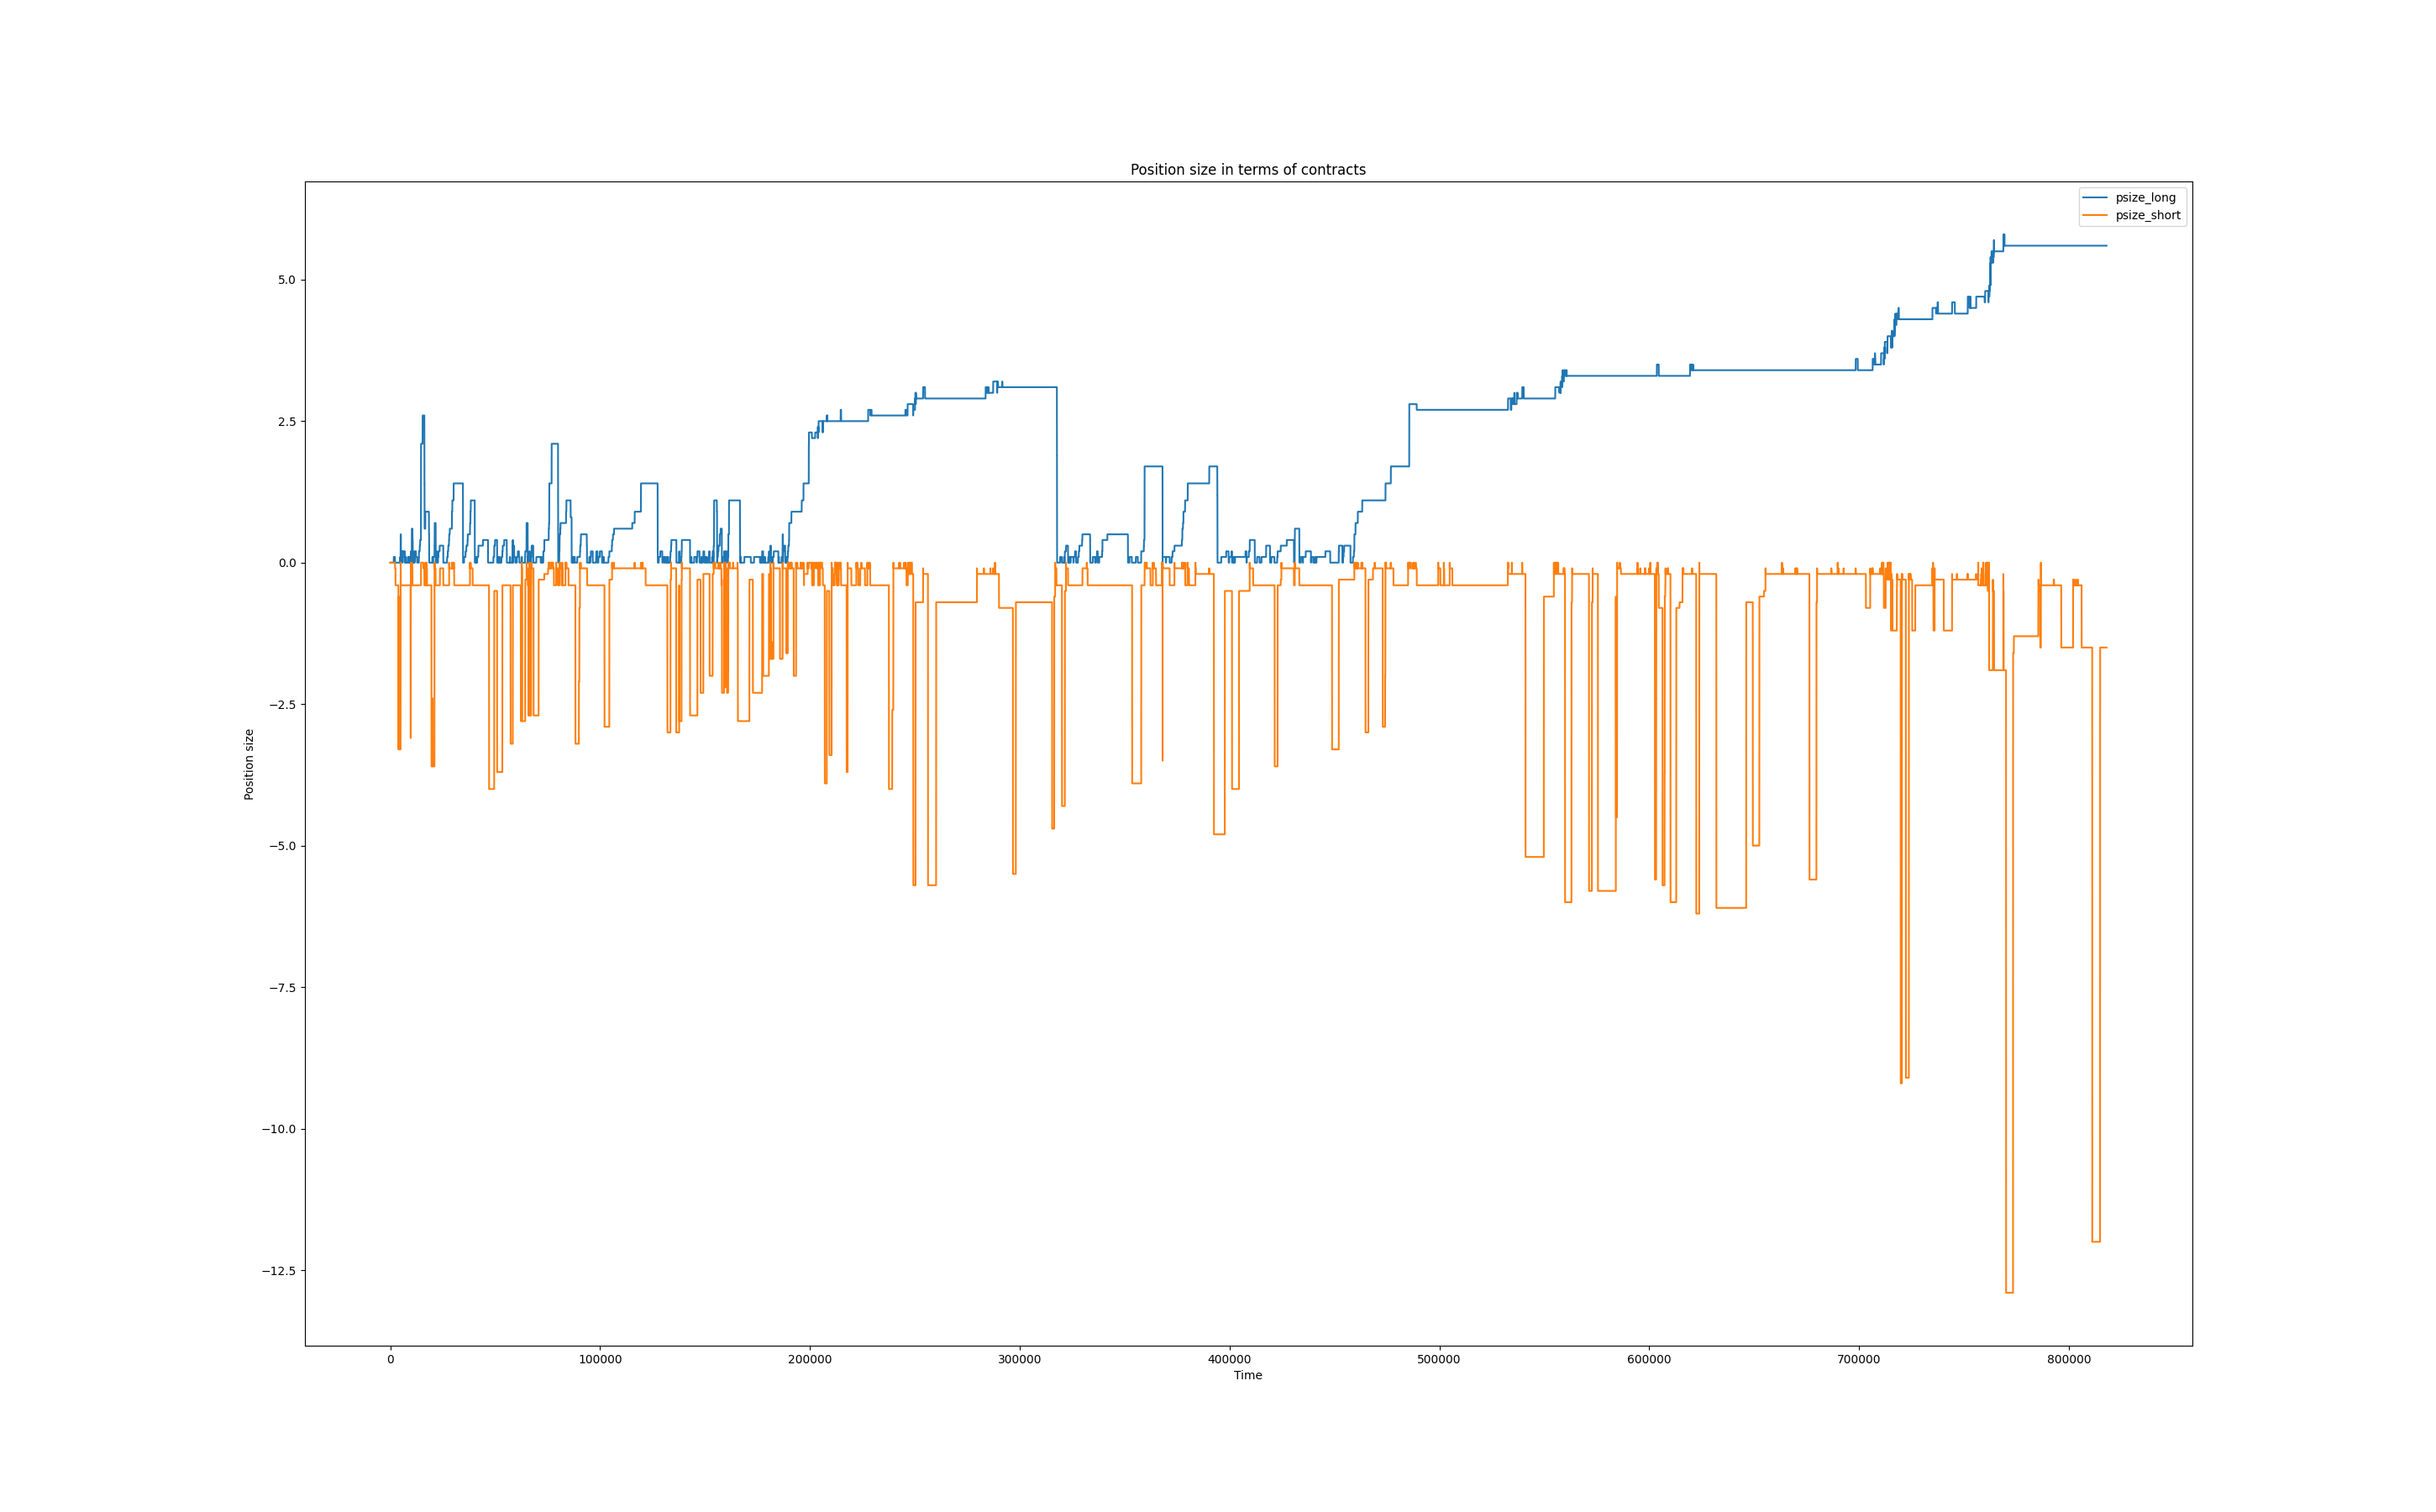 Position size in terms of contracts
psize_long
psize_short
5.0
2.5
0.0
−2.5
−5.0
−7.5
−10.0
−12.5
Position size
0 100000 200000 300000 400000 500000 600000 700000 800000
Time